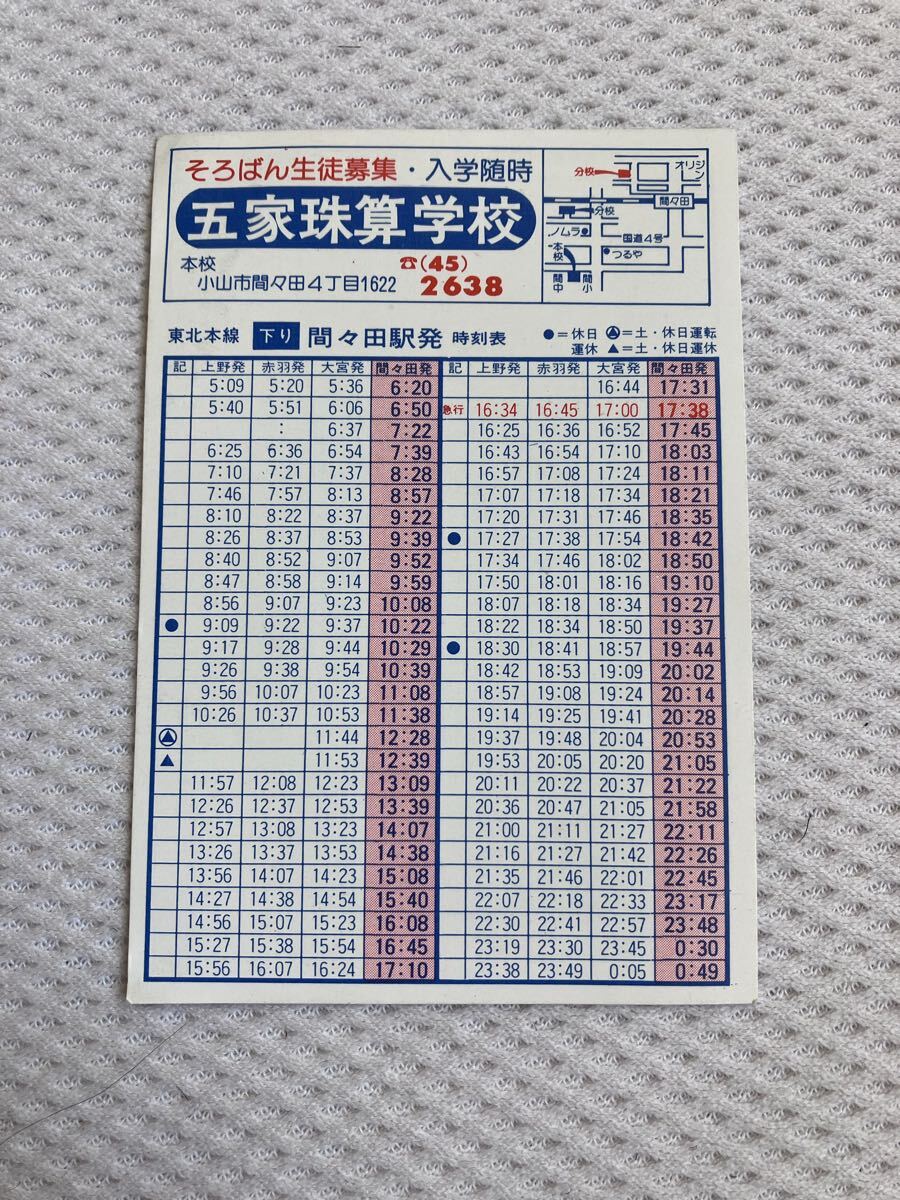 そろばん生徒募集・入学随時
五家珠算学校
本校
小山市間々田4丁目1622
☎(45)
2638
分校
オリジン
間々田
分校
ノムラ
国道4号
本校
つるや
間中
間小
東北本線 下り 間々田駅発 時刻表
●=休日運休 Ⓐ=土・休日運転
▲=土・休日運休
記 上野発 赤羽発 大宮発 間々田発 記 上野発 赤羽発 大宮発 間々田発
5:09 5:20 5:36 6:20 16:44 17:31
5:40 5:51 6:06 6:50 急行 16:34 16:45 17:00 17:38
: 6:37 7:22 16:25 16:36 16:52 17:45
6:25 6:36 6:54 7:39 16:43 16:54 17:10 18:03
7:10 7:21 7:37 8:28 16:57 17:08 17:24 18:11
7:46 7:57 8:13 8:57 17:07 17:18 17:34 18:21
8:10 8:22 8:37 9:22 17:20 17:31 17:46 18:35
8:26 8:37 8:53 9:39 ● 17:27 17:38 17:54 18:42
8:40 8:52 9:07 9:52 17:34 17:46 18:02 18:50
8:47 8:58 9:14 9:59 17:50 18:01 18:16 19:10
8:56 9:07 9:23 10:08 18:07 18:18 18:34 19:27
● 9:09 9:22 9:37 10:22 18:22 18:34 18:50 19:37
9:17 9:28 9:44 10:29 ● 18:30 18:41 18:57 19:44
9:26 9:38 9:54 10:39 18:42 18:53 19:09 20:02
9:56 10:07 10:23 11:08 18:57 19:08 19:24 20:14
10:26 10:37 10:53 11:38 19:14 19:25 19:41 20:28
Ⓐ 11:44 12:28 19:37 19:48 20:04 20:53
▲ 11:53 12:39 19:53 20:05 20:20 21:05
11:57 12:08 12:23 13:09 20:11 20:22 20:37 21:22
12:26 12:37 12:53 13:39 20:36 20:47 21:05 21:58
12:57 13:08 13:23 14:07 21:00 21:11 21:27 22:11
13:26 13:37 13:53 14:38 21:16 21:27 21:42 22:26
13:56 14:07 14:23 15:08 21:35 21:46 22:01 22:45
14:27 14:38 14:54 15:40 22:07 22:18 22:33 23:17
14:56 15:07 15:23 16:08 22:30 22:41 22:57 23:48
15:27 15:38 15:54 16:45 23:19 23:30 23:45 0:30
15:56 16:07 16:24 17:10 23:38 23:49 0:05 0:49